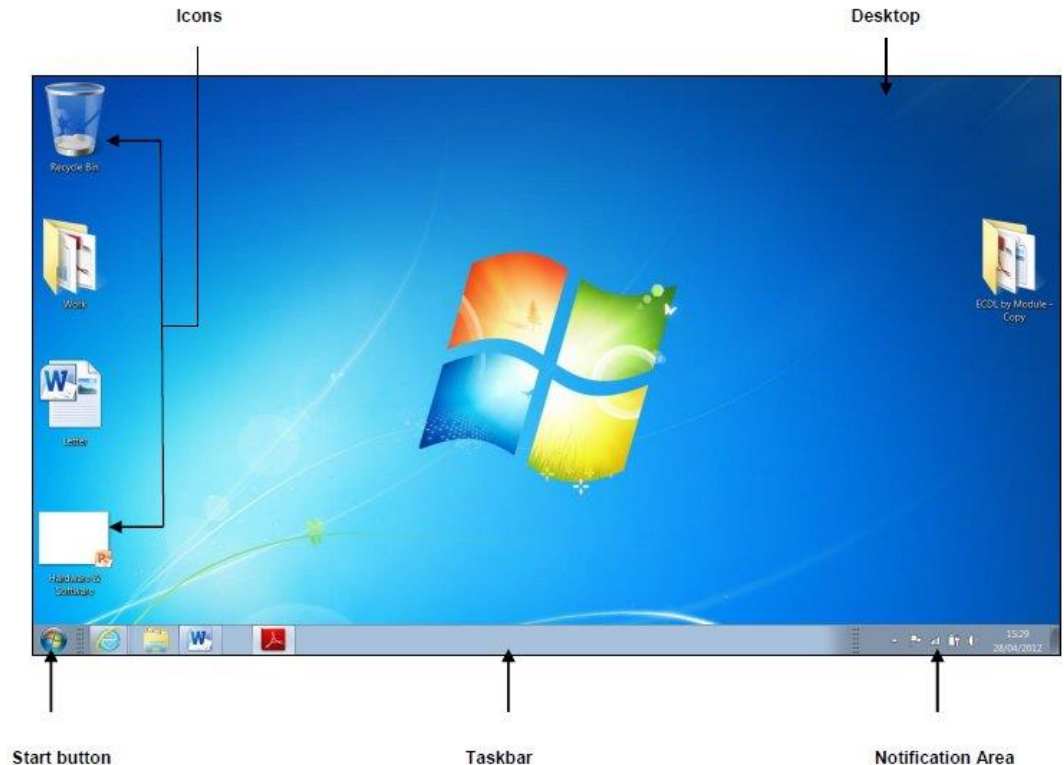 Icons
Desktop
Recycle Bin
Work
ECDL by Module -
Copy
W
Letter
P
Hardware &
Software
W
15:29
28/04/2012
Start button
Taskbar
Notification Area